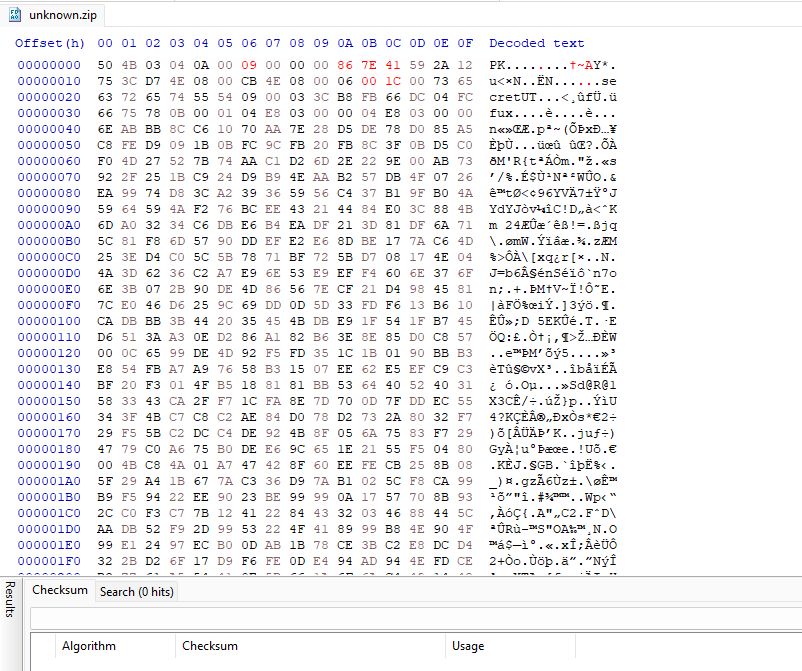 unknown.zip
Offset(h) 00 01 02 03 04 05 06 07 08 09 0A 0B 0C 0D 0E 0F Decoded text
00000000 50 4B 03 04 0A 00 09 00 00 00 86 7E 41 59 2A 12 PK........†~AY*.
00000010 75 3C D7 4E 08 00 CB 4E 08 00 06 00 1C 00 73 65 u<×N..ËN......se
00000020 63 72 65 74 55 54 09 00 03 3C B8 FB 66 DC 04 FC cretUT...<¸ûfÜ.ü
00000030 66 75 78 0B 00 01 04 E8 03 00 00 04 E8 03 00 00 fux....è....è...
00000040 6E AB BB 8C C6 10 70 AA 7E 28 D5 DE 78 D0 85 A5 n«»ŒÆ.pª~(ÕÞxÐ…¥
00000050 C8 FE D9 09 1B 0B FC 9C FB 20 FB 8C 3F 0B D5 C0 ÈþÙ...üœû ûŒ?.ÕÀ
00000060 F0 4D 27 52 7B 74 AA C1 D2 6D 2E 22 9E 00 AB 73 ðM'R{tªÁÒm."ž.«s
00000070 92 2F 25 1B C9 24 D9 B9 4E AA B2 57 DB 4F 07 26 ’/%.É$Ù¹Nª²WÛO.&
00000080 EA 99 74 D8 3C A2 39 36 59 56 C4 37 B1 9F B0 4A ê™tØ<¢96YVÄ7±Ÿ°J
00000090 59 64 59 4A F2 76 BC EE 43 21 44 84 E0 3C 88 4B YdYJòv¼îC!D„à<ˆK
000000A0 6D A0 32 34 C6 DB E6 B4 EA DF 21 3D 81 DF 6A 71 m 24ÆÛæ´êß!=.ßjq
000000B0 5C 81 F8 6D 57 90 DD EF E2 E6 8D BE 17 7A C6 4D \.ømW.Ýïâæ.¾.zÆM
000000C0 25 3E D4 C0 5C 5B 78 71 BF 72 5B D7 08 17 4E 04 %>ÔÀ\[xq¿r[×..N.
000000D0 4A 3D 62 36 C2 A7 E9 6E 53 E9 EF F4 60 6E 37 6F J=b6Â§énSéïô`n7o
000000E0 6E 3B 07 2B 90 DE 4D 86 56 7E CF 21 D4 98 45 81 n;.+.ÞM†V~Ï!Ô˜E.
000000F0 7C E0 46 D6 25 9C 69 DD 0D 5D 33 FD F6 13 B6 10 |àFÖ%œiÝ.]3ýö.¶.
00000100 CA DB BB 3B 44 20 35 45 4B DB E9 1F 54 1F B7 45 ÊÛ»;D 5EKÛé.T.·E
00000110 D6 51 3A A3 0E D2 86 A1 82 B6 3E 8E 85 D0 C8 57 ÖQ:£.Ò†¡‚¶>Ž…ÐÈW
00000120 00 0C 65 99 DE 4D 92 F5 FD 35 1C 1B 01 90 BB B3 ..e™ÞM’õý5....»³
00000130 E8 54 FB A7 A9 76 58 B3 15 07 EE 62 E5 EF C9 C3 èTû§©vX³..îbåïÉÃ
00000140 BF 20 F3 01 4F B5 18 81 81 BB 53 64 40 52 40 31 ¿ ó.Oµ...»Sd@R@1
00000150 58 33 43 CA 2F F7 1C FA 8E 7D 70 0D 7F DD EC 55 X3CÊ/÷.úŽ}p..ÝìU
00000160 34 3F 4B C7 C8 C2 AE 84 D0 78 D2 73 2A 80 32 F7 4?KÇÈÂ®„ÐxÒs*€2÷
00000170 29 F5 5B C2 DC C4 DE 92 4B 8F 05 6A 75 83 F7 29 )õ[ÂÜÄÞ’K..juƒ÷)
00000180 47 79 C0 A6 75 B0 DE E6 9C 65 1E 21 55 F5 04 80 GyÀ¦u°Þæœe.!Uõ.€
00000190 00 4B C8 4A 01 A7 47 42 8F 60 EE FE CB 25 8B 08 .KÈJ.§GB.`îþË%‹.
000001A0 5F 29 A4 1B 67 7A C3 36 D9 7A B1 02 5C F8 CA 99 _)¤.gzÃ6Ùz±.\øÊ™
000001B0 B9 F5 94 22 EE 90 23 BE 99 99 0A 17 57 70 8B 93 ¹õ”"î.#¾™™..Wp‹“
000001C0 2C C0 F3 C7 7B 12 41 22 84 43 32 03 46 88 44 5C ,ÀóÇ{.A"„C2.FˆD\
000001D0 AA DB 52 F9 2D 99 53 22 4F 41 89 99 B8 4E 90 4F ªÛRù-™S"OA‰™¸N.O
000001E0 99 E1 24 97 EC B0 0D AB 1B 78 CE 3B C2 E8 DC D4 ™á$—ì°.«.xÎ;ÂèÜÔ
000001F0 32 2B D2 6F 17 D9 F6 FE 0D E4 94 AD 94 4E FD CE 2+Òo.Ùöþ.ä”.”NýÎ
Results
Checksum Search (0 hits)
Algorithm Checksum Usage